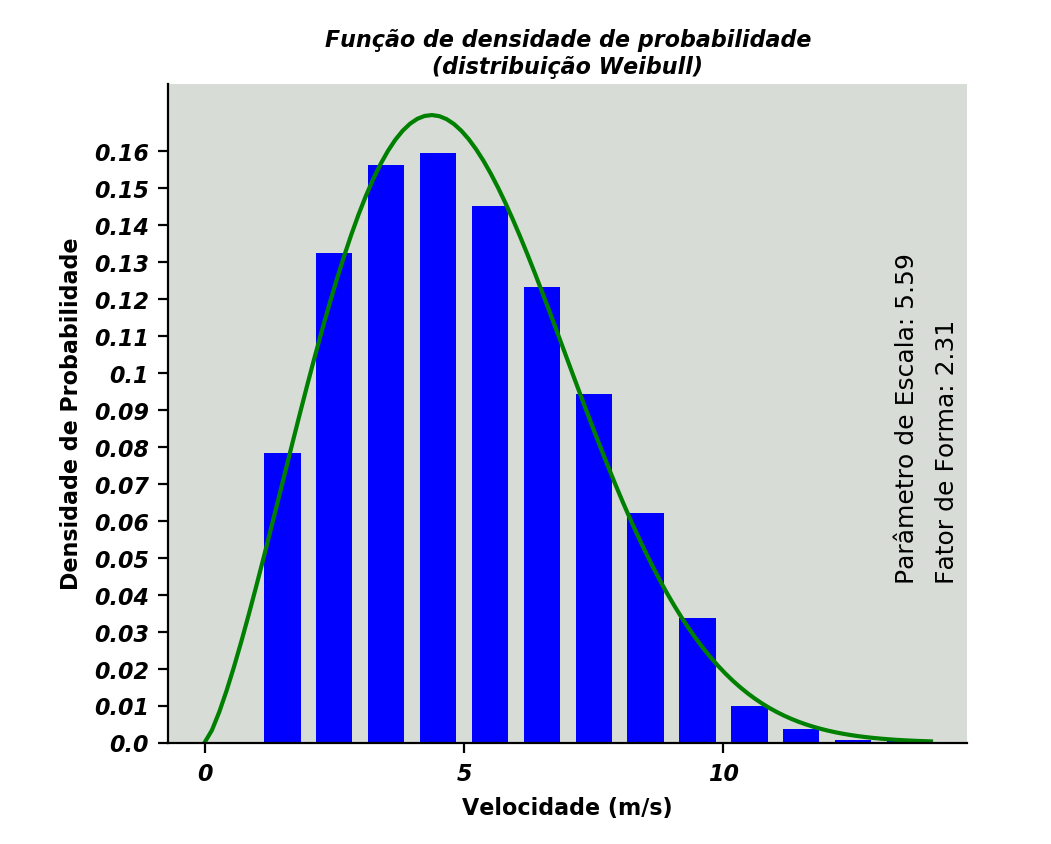 Função de densidade de probabilidade
(distribuição Weibull)
0.16
0.15
0.14
0.13
0.12
0.11
0.1
0.09
0.08
0.07
0.06
0.05
0.04
0.03
0.02
0.01
0.0
Densidade de Probabilidade
Parâmetro de Escala: 5.59
Fator de Forma: 2.31
0 5 10
Velocidade (m/s)